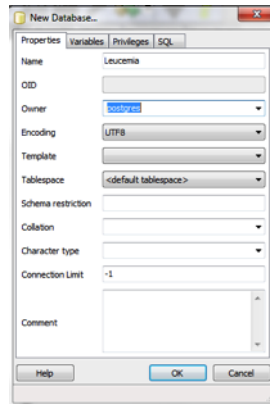 New Database...
Properties Variables Privileges SQL
Name Leucemia
OID
Owner postgres
Encoding UTF8
Template
Tablespace <default tablespace>
Schema restriction
Collation
Character type
Connection Limit -1
Comment
Help OK Cancel